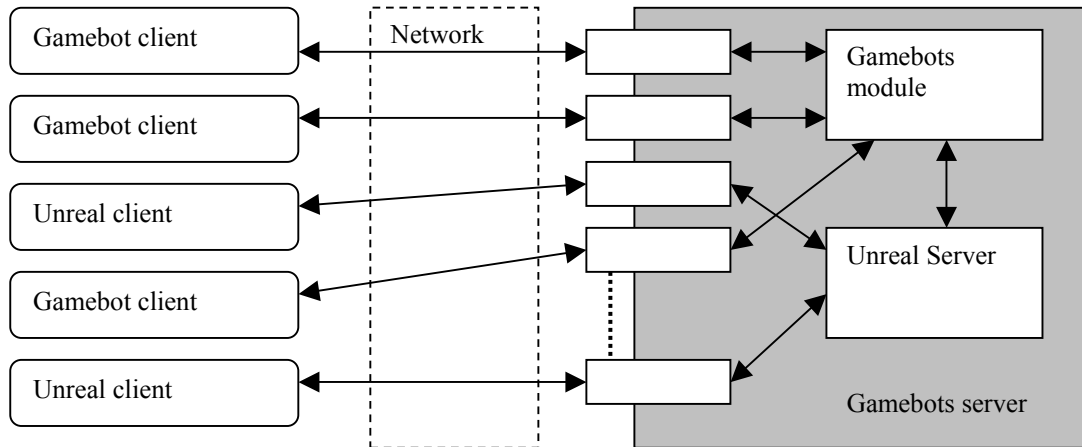 Gamebot client
Network
Gamebots
module
Gamebot client
Unreal client
Unreal Server
Gamebot client
Unreal client
Gamebots server